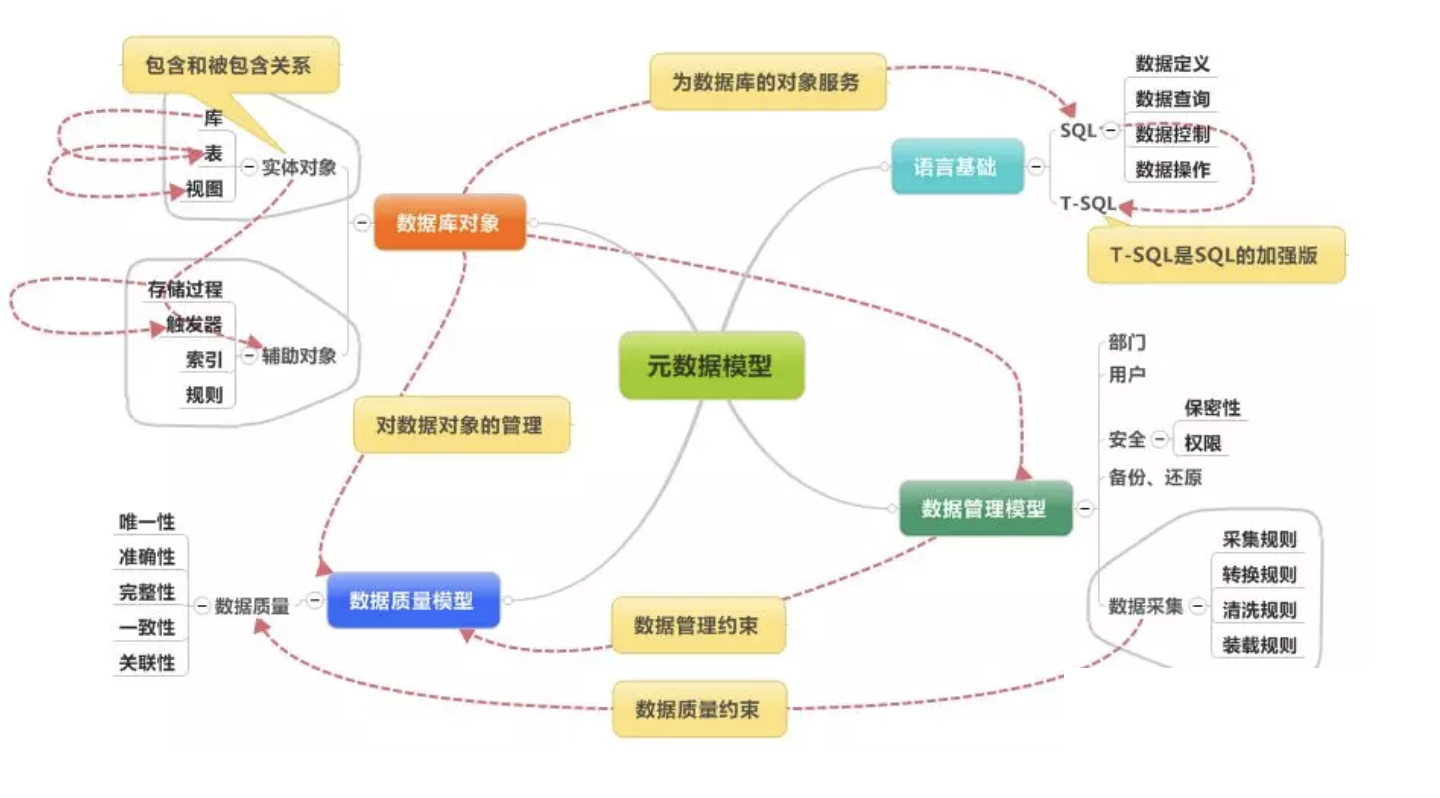 包含和被包含关系
库
表
视图
实体对象
数据库对象
存储过程
触发器
索引
规则
辅助对象
为数据库的对象服务
语言基础
SQL
数据定义
数据查询
数据控制
数据操作
T-SQL
T-SQL是SQL的加强版
元数据模型
对数据对象的管理
数据管理模型
部门
用户
安全
保密性
权限
备份、还原
数据采集
采集规则
转换规则
清洗规则
装载规则
唯一性
准确性
完整性
一致性
关联性
数据质量
数据质量模型
数据管理约束
数据质量约束